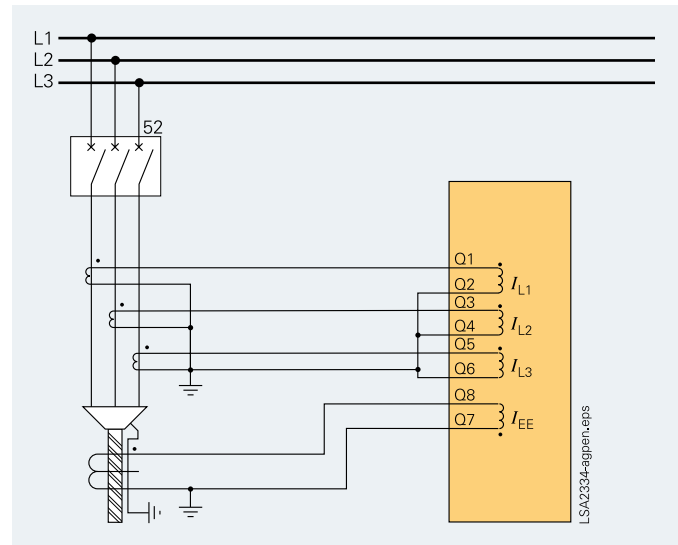 L1
L2
L3
52
Q1
Q2
I_L1
Q3
Q4
I_L2
Q5
Q6
I_L3
Q8
Q7
I_EE
LSA2334-agpen.eps